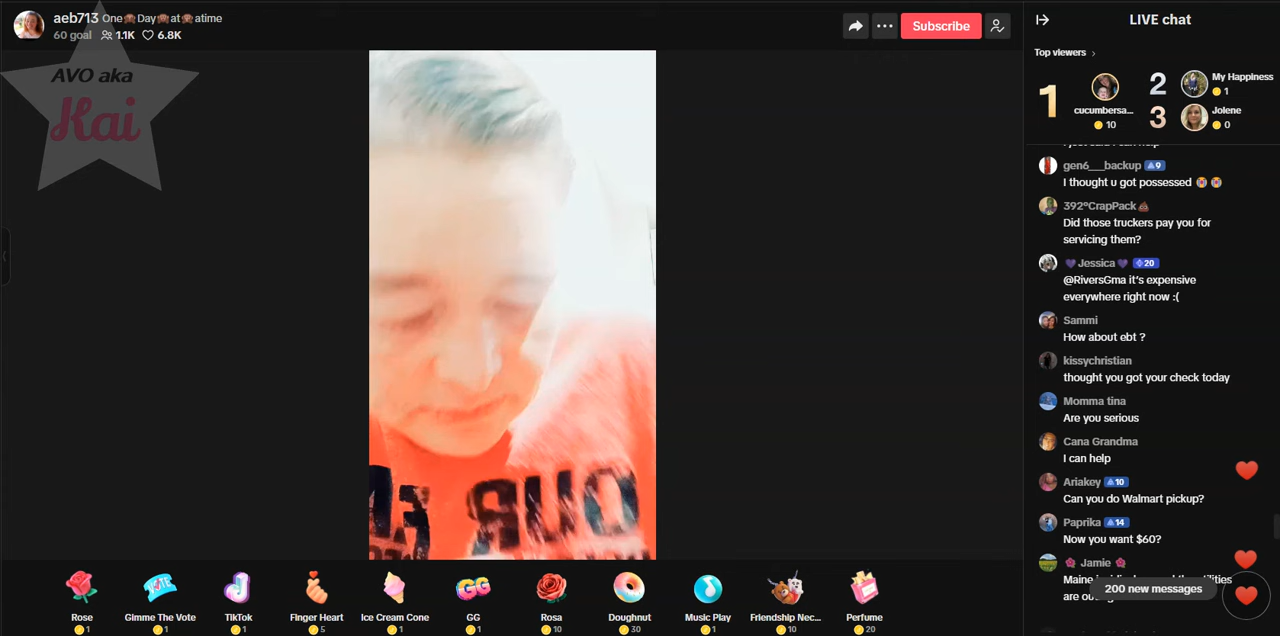 aeb713 One🙈Day🙈at🙈atime
60 goal 1.1K 6.8K
Subscribe
AVO aka
Kai
OUR
LIVE chat
Top viewers ›
1 cucumbersa... 10
2 My Happiness 1
3 Jolene 0
gen6__backup 9
I thought u got possessed 😭 😭
392ºCrapPack💩
Did those truckers pay you for
servicing them?
💜Jessica💜 20
@RiversGma it's expensive
everywhere right now :(
Sammi
How about ebt ?
kissychristian
thought you got your check today
Momma tina
Are you serious
Cana Grandma
I can help
Ariakey 10
Can you do Walmart pickup?
Paprika 14
Now you want $60?
🌺 Jamie 🌺
Maine
are
200 new messages
Rose
1
Gimme The Vote
1
TikTok
1
Finger Heart
5
Ice Cream Cone
1
GG
1
Rosa
10
Doughnut
30
Music Play
1
Friendship Nec...
10
Perfume
20